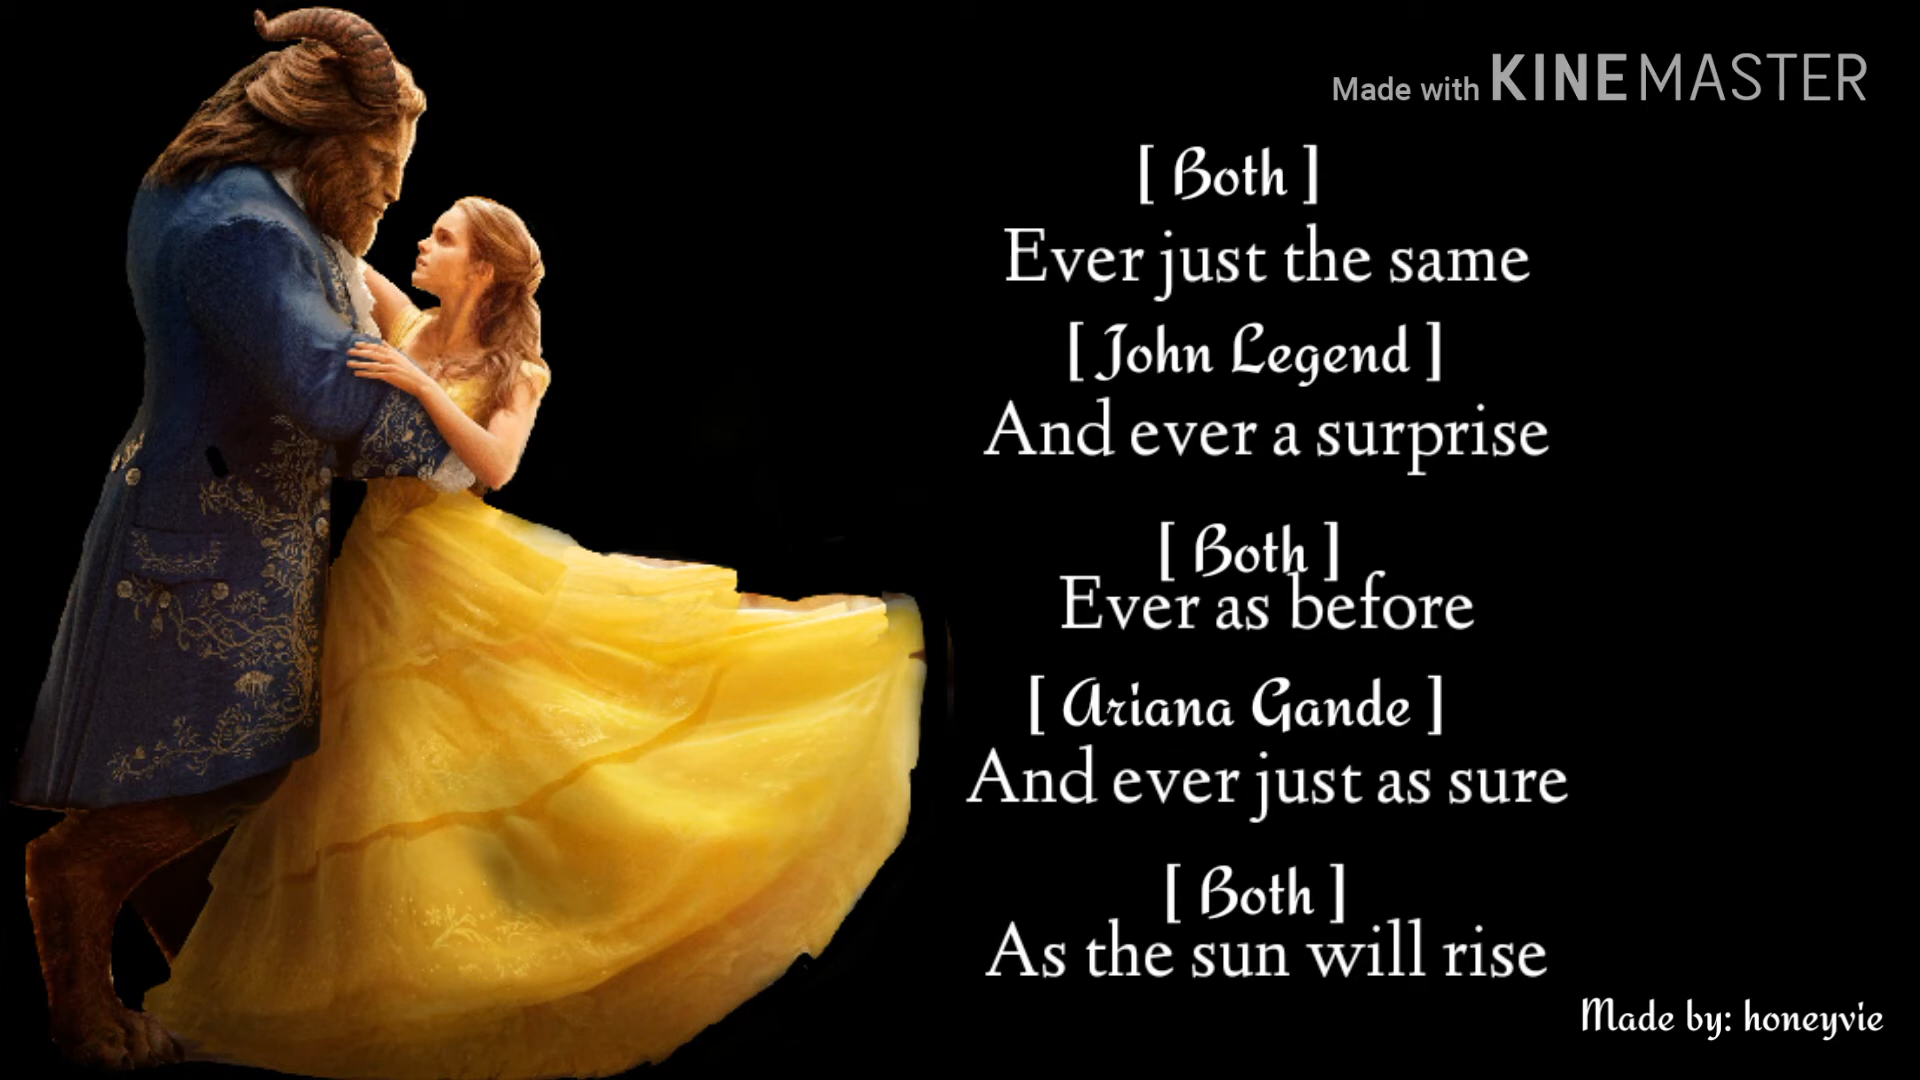 Made with KINEMASTER
[ Both ]
Ever just the same
[ John Legend ]
And ever a surprise
[ Both ]
Ever as before
[ Ariana Gande ]
And ever just as sure
[ Both ]
As the sun will rise
Made by: honeyvie